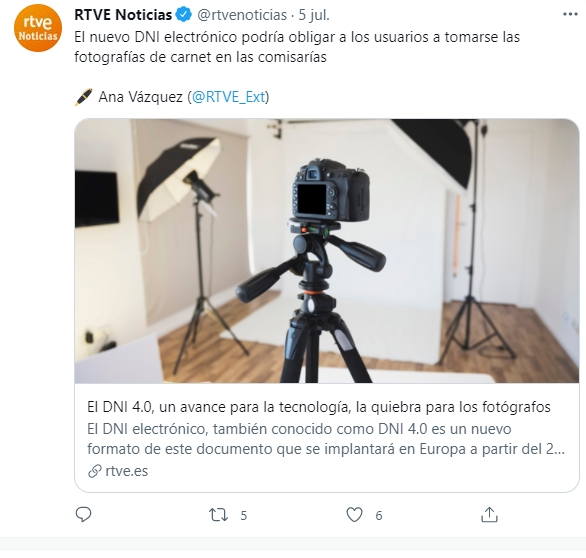 rtve
Noticias
RTVE Noticias @rtvenoticias · 5 jul.
El nuevo DNI electrónico podría obligar a los usuarios a tomarse las
fotografías de carnet en las comisarías
Ana Vázquez (@RTVE_Ext)
El DNI 4.0, un avance para la tecnología, la quiebra para los fotógrafos
El DNI electrónico, también conocido como DNI 4.0 es un nuevo
formato de este documento que se implantará en Europa a partir del 2...
rtve.es
5
6